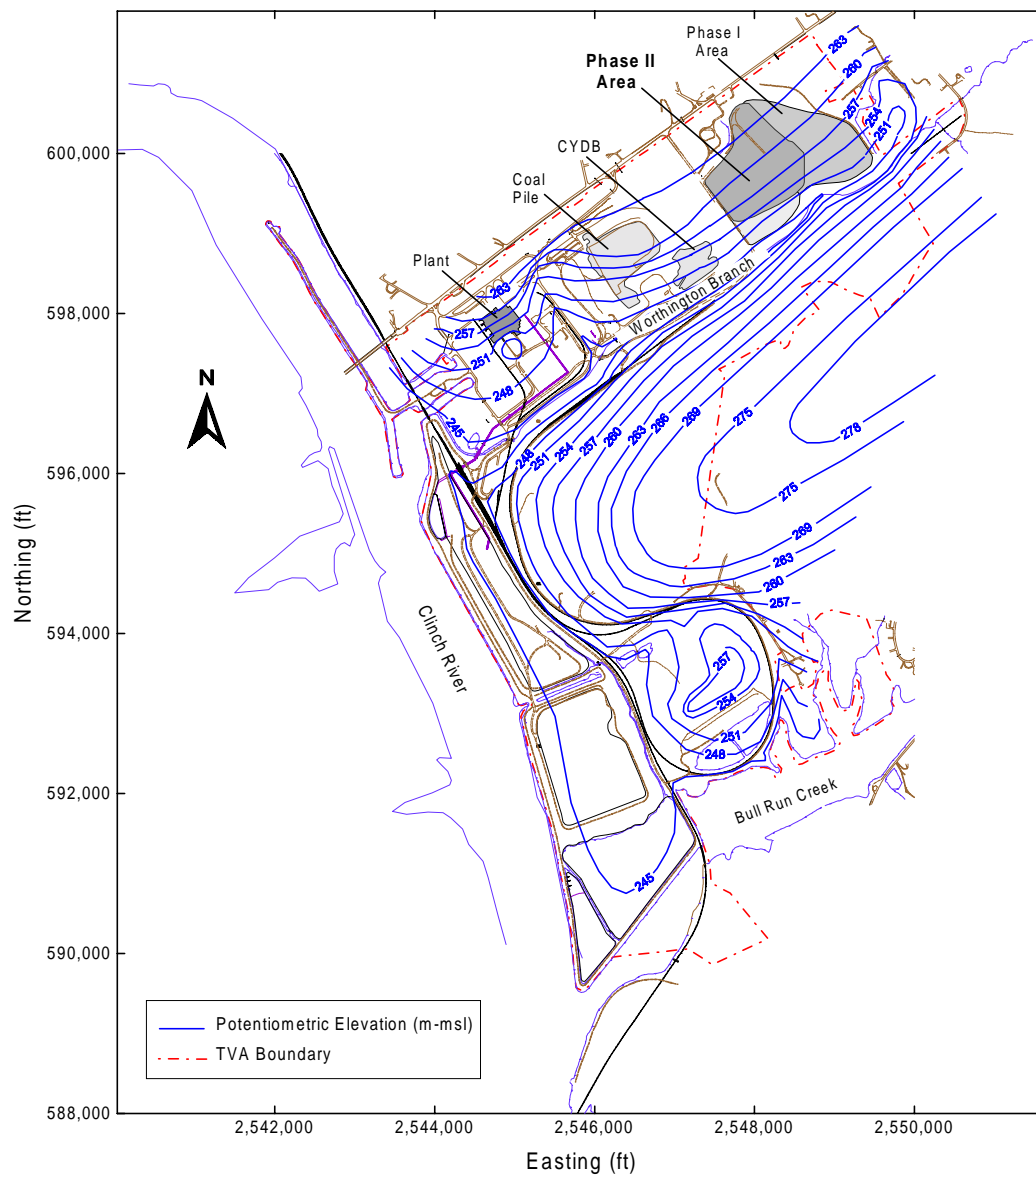 Phase I
Area
Phase II
Area
CYDB
Coal
Pile
Plant
Worthington Branch
263
260
257
254
251
263
257
251
248
245
248
251
254
257
260
263
266
269
275
278
275
269
263
260
257
257
254
251
248
245
N
Clinch River
Bull Run Creek
600,000
598,000
596,000
594,000
592,000
590,000
588,000
Northing (ft)
2,542,000
2,544,000
2,546,000
2,548,000
2,550,000
Easting (ft)
Potentiometric Elevation (m-msl)
TVA Boundary